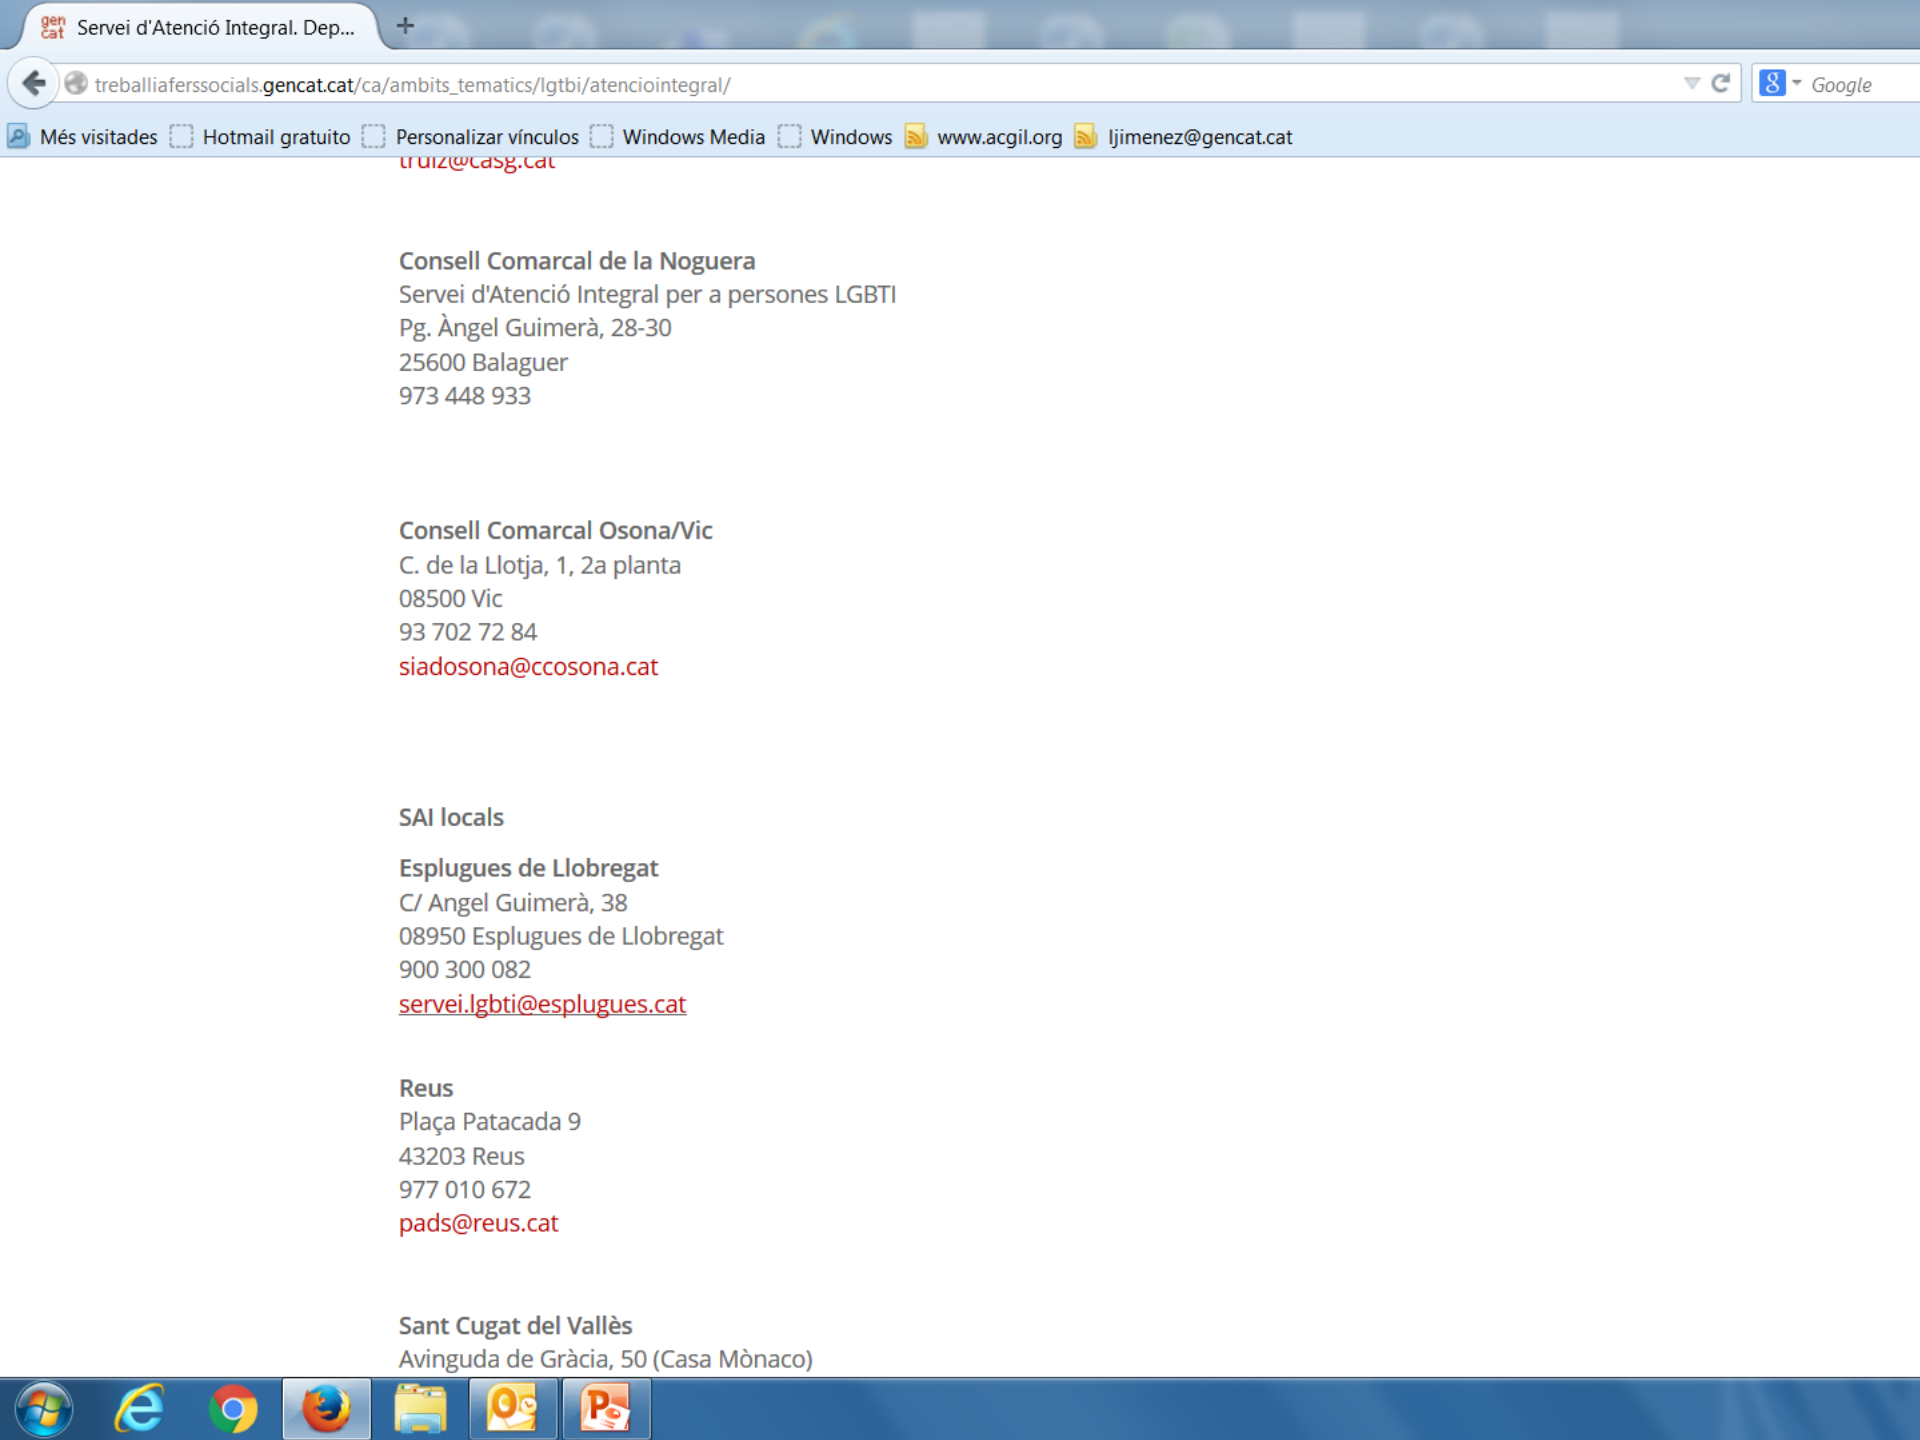 gen
cat
Servei d'Atenció Integral. Dep...
treballiaferssocials.gencat.cat/ca/ambits_tematics/lgtbi/atenciointegral/
Google
Més visitades
Hotmail gratuito
Personalizar vínculos
Windows Media
Windows
www.acgil.org
ljimenez@gencat.cat
truiz@casg.cat
Consell Comarcal de la Noguera
Servei d'Atenció Integral per a persones LGBTI
Pg. Àngel Guimerà, 28-30
25600 Balaguer
973 448 933
Consell Comarcal Osona/Vic
C. de la Llotja, 1, 2a planta
08500 Vic
93 702 72 84
siadosona@ccosona.cat
SAI locals
Esplugues de Llobregat
C/ Angel Guimerà, 38
08950 Esplugues de Llobregat
900 300 082
servei.lgbti@esplugues.cat
Reus
Plaça Patacada 9
43203 Reus
977 010 672
pads@reus.cat
Sant Cugat del Vallès
Avinguda de Gràcia, 50 (Casa Mònaco)